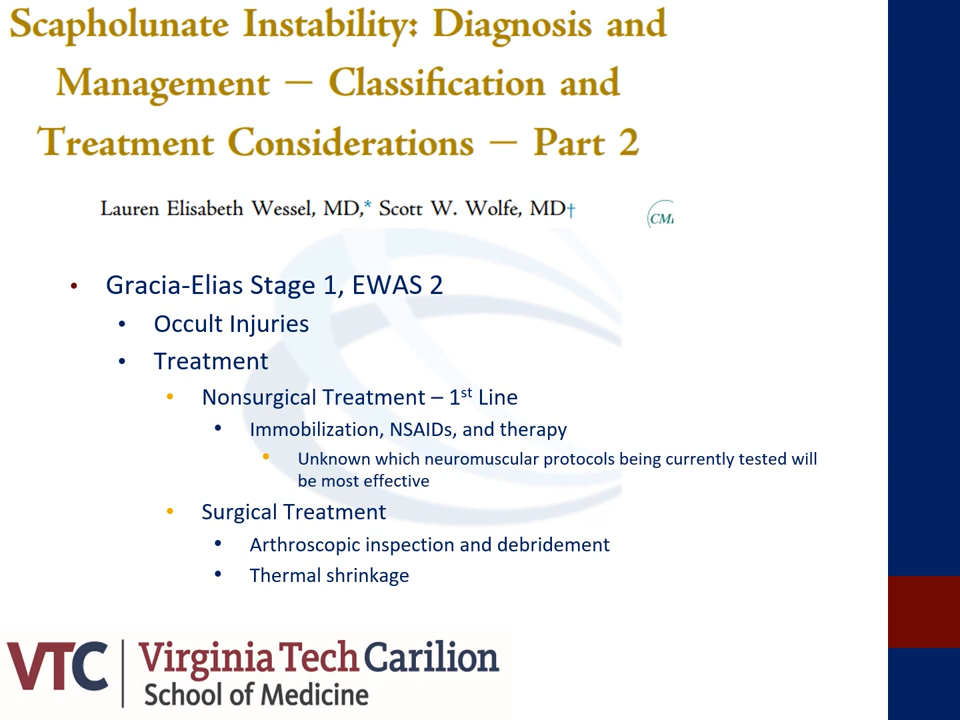 Scapholunate Instability: Diagnosis and
Management — Classification and
Treatment Considerations — Part 2
Lauren Elisabeth Wessel, MD,* Scott W. Wolfe, MD†
CM
• Gracia-Elias Stage 1, EWAS 2
• Occult Injuries
• Treatment
• Nonsurgical Treatment – 1st Line
• Immobilization, NSAIDs, and therapy
• Unknown which neuromuscular protocols being currently tested will
be most effective
• Surgical Treatment
• Arthroscopic inspection and debridement
• Thermal shrinkage
VTC
Virginia Tech Carilion
School of Medicine